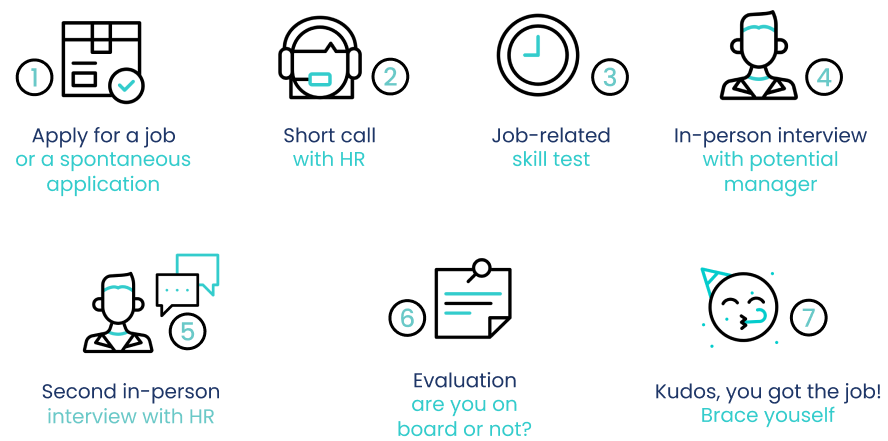 1
Apply for a job
or a spontaneous
application
2
Short call
with HR
3
Job-related
skill test
4
In-person interview
with potential
manager
5
Second in-person
interview with HR
6
Evaluation
are you on
board or not?
7
Kudos, you got the job!
Brace youself